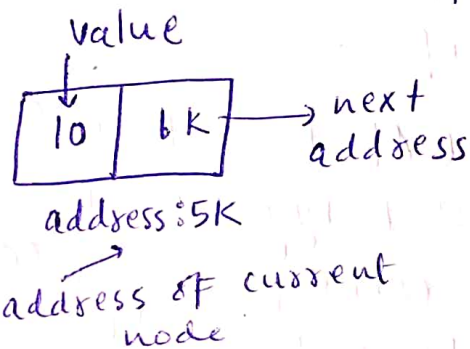 value
10 6K next
address
address:5K
address of current
node